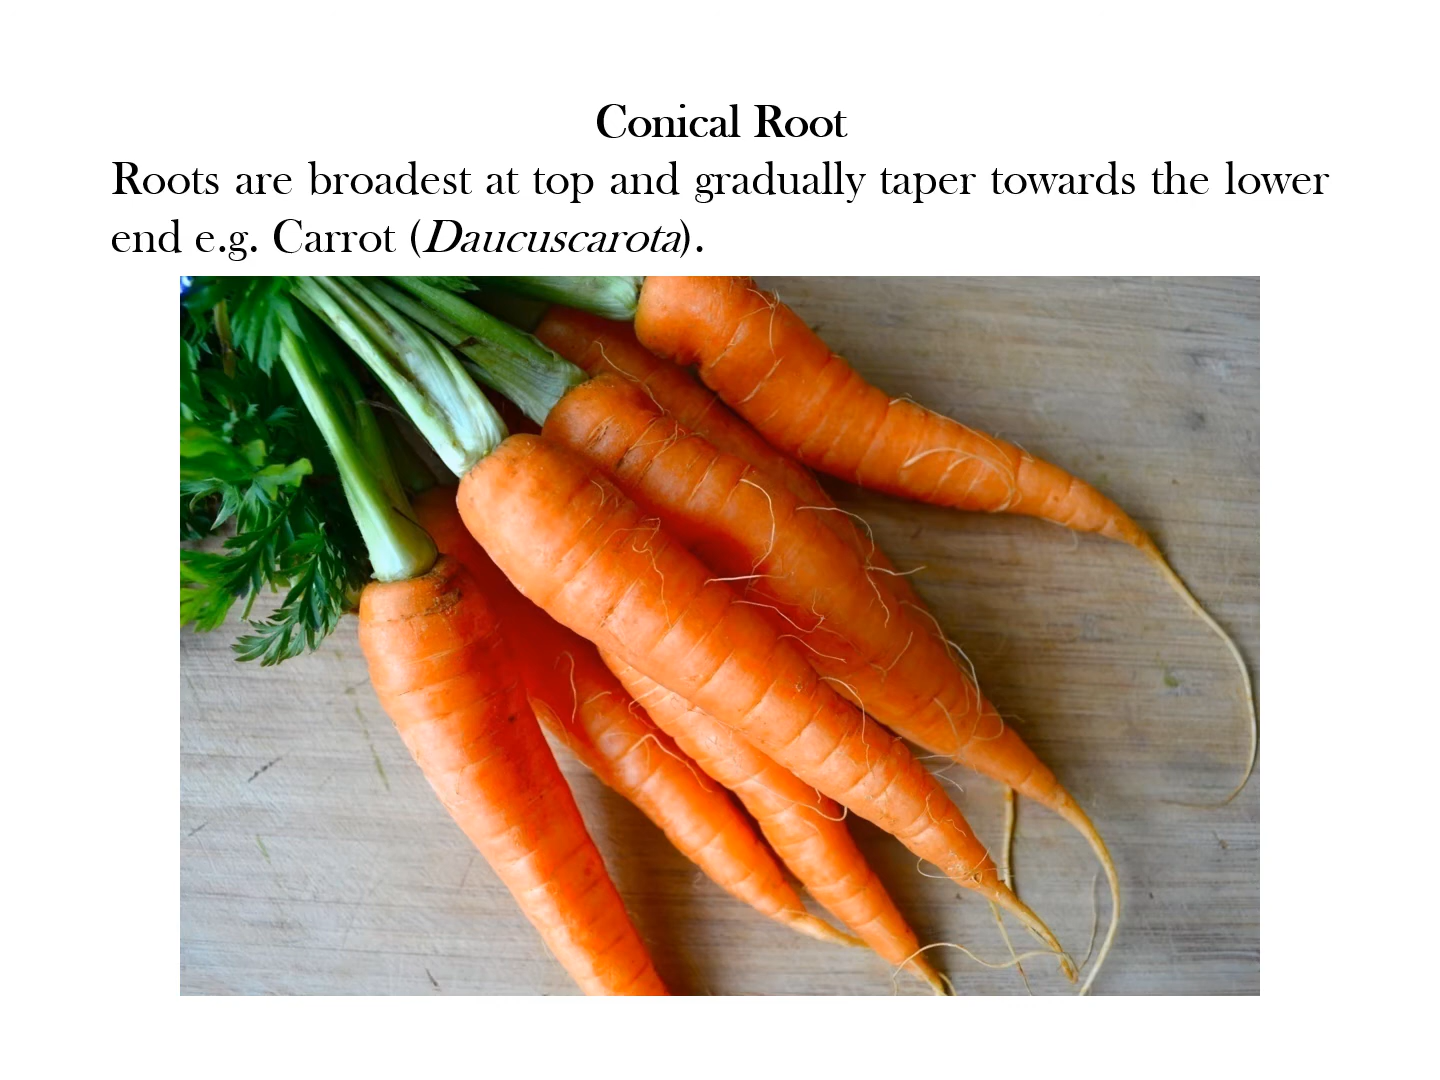 Conical Root
Roots are broadest at top and gradually taper towards the lower
end e.g. Carrot (Daucuscarota).